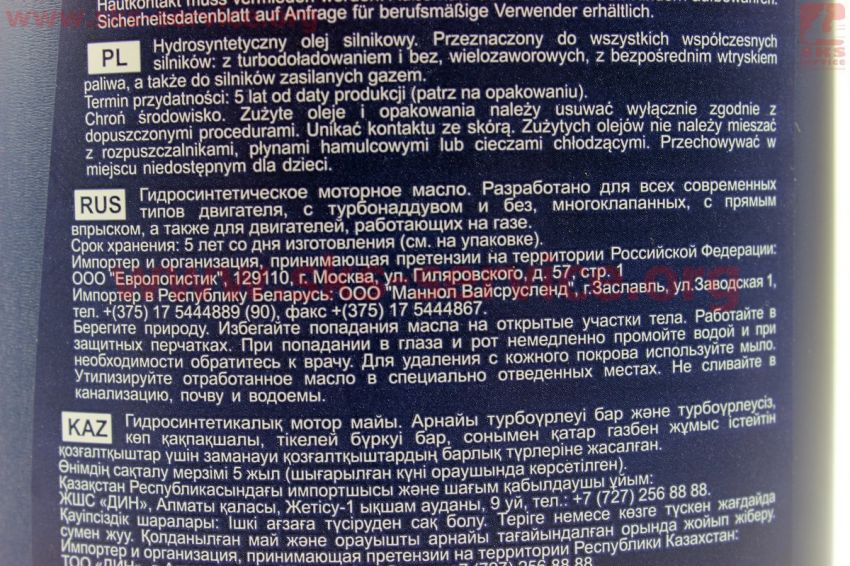 Sicherheitsdatenblatt auf Anfrage für berufsmäßige Verwender erhältlich.
PL Hydrosyntetyczny olej silnikowy. Przeznaczony do wszystkich współczesnych
silników: z turbodoładowaniem i bez, wielozaworowych, z bezpośrednim wtryskiem
paliwa, a także do silników zasilanych gazem.
Termin przydatności: 5 lat od daty produkcji (patrz na opakowaniu).
Chroń środowisko. Zużyte oleje i opakowania należy usuwać wyłącznie zgodnie z
dopuszczonymi procedurami. Unikać kontaktu ze skórą. Zużytych olejów nie należy mieszać
z rozpuszczalnikami, płynami hamulcowymi lub cieczami chłodzącymi. Przechowywać w
miejscu niedostępnym dla dzieci.
RUS Гидросинтетическое моторное масло. Разработано для всех современных
типов двигателя, с турбонаддувом и без, многоклапанных, с прямым
впрыском, а также для двигателей, работающих на газе.
Срок хранения: 5 лет со дня изготовления (см. на упаковке).
Импортер и организация, принимающая претензии на территории Российской Федерации:
ООО "Еврологистик", 129110, г. Москва, ул. Гиляровского, д. 57, стр. 1
Импортер в Республику Беларусь: ООО "Маннол Вайсрусленд", г.Заславль, ул.Заводская 1,
тел. +(375) 17 5444889 (90), факс +(375) 17 5444867.
Берегите природу. Избегайте попадания масла на открытые участки тела. Работайте в
защитных перчатках. При попадании в глаза и рот немедленно промойте водой и при
необходимости обратитесь к врачу. Для удаления с кожного покрова используйте мыло.
Утилизируйте отработанное масло в специально отведенных местах. Не сливайте в
канализацию, почву и водоемы.
KAZ Гидросинтетикалық мотор майы. Арнайы турбоүрлеуі бар және турбоүрлеусіз,
көп қақпақшалы, тікелей бүркуі бар, сонымен қатар газбен жұмыс істейтін
қозғалтқыштар үшін заманауи қозғалтқыштардың барлық түрлеріне жасалған.
Өнімдің сақталу мерзімі 5 жыл (шығарылған күні ораушында көрсетілген).
Қазақстан Республикасындағы импортшысы және шағым қабылдаушы ұйым:
ЖШС «ДИН», Алматы қаласы, Жетісу-1 ықшам ауданы, 9 уй, тел.: +7 (727) 256 88 88.
Қауіпсіздік шаралары: Ішкі ағзаға түсіруден сақ болу. Теріге немесе көзге түскен жағдайда
сумен жуу. Қолданылған май және орауышты арнайы тағайындалған орында жойып жіберу.
Импортер и организация, принимающая претензии на территории Республики Казахстан: